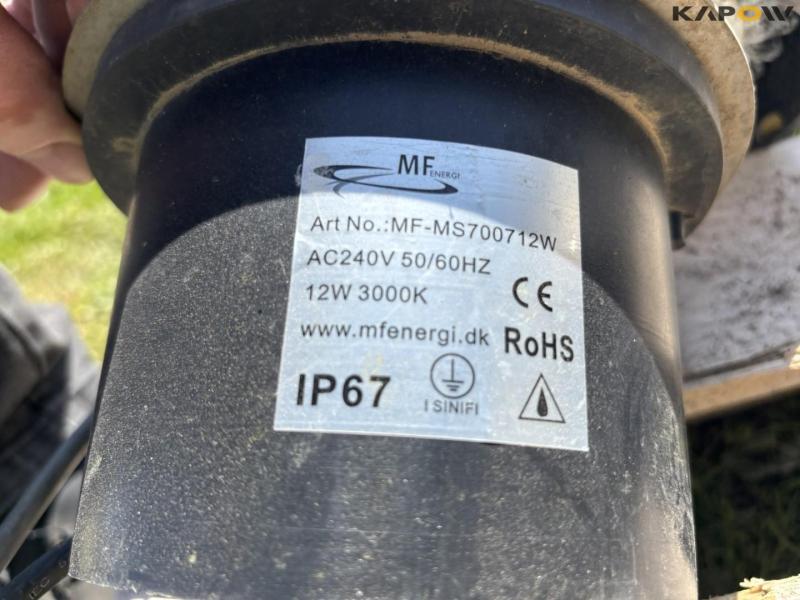 KAPOW
MF
ENERGI
Art No.:MF-MS700712W
AC240V 50/60HZ
12W 3000K
CE
www.mfenergi.dk
RoHS
IP67
I SINIFI
IEC